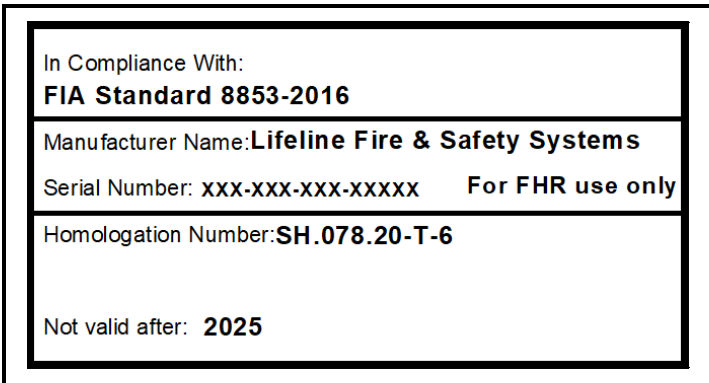 In Compliance With:
FIA Standard 8853-2016
Manufacturer Name:Lifeline Fire & Safety Systems
Serial Number: xxx-xxx-xxx-xxxxx For FHR use only
Homologation Number:SH.078.20-T-6
Not valid after: 2025